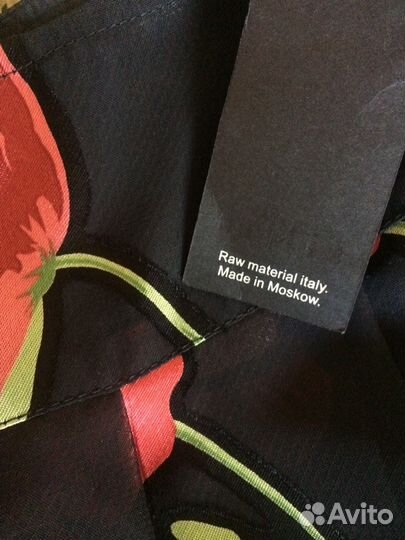 Raw material italy.
Made in Moskow.
Avito